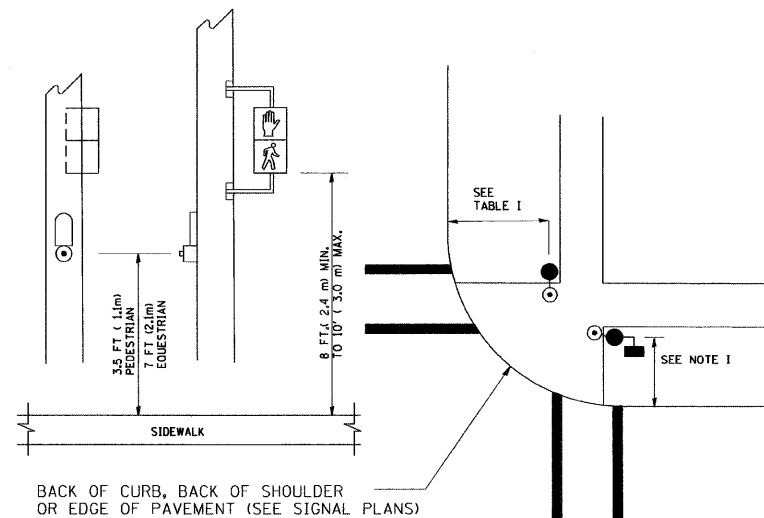 3.5 FT ( 1.1m)
PEDESTRIAN
7 FT (2.1m)
EQUESTRIAN
8 FT.( 2.4 m) MIN.
TO 10' ( 3.0 m) MAX.
SIDEWALK
SEE
TABLE I
SEE NOTE I
BACK OF CURB, BACK OF SHOULDER
OR EDGE OF PAVEMENT (SEE SIGNAL PLANS)